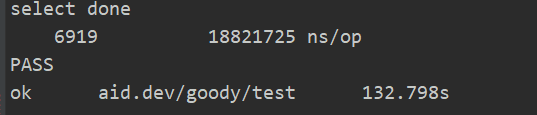 select done
6919 18821725 ns/op
PASS
ok aid.dev/goody/test 132.798s